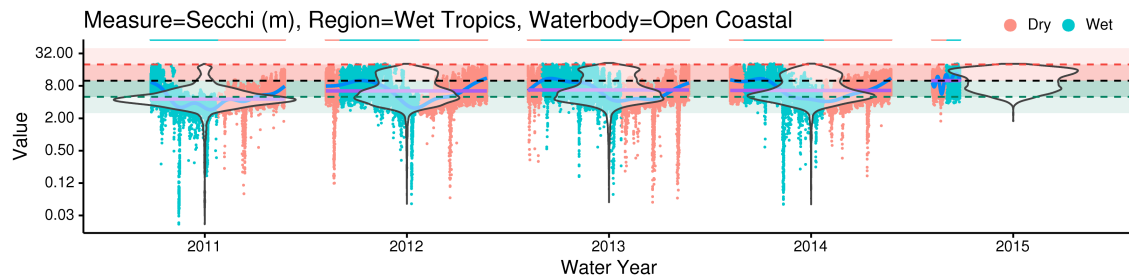 Measure=Secchi (m), Region=Wet Tropics, Waterbody=Open Coastal
Dry Wet
Value
32.00
8.00
2.00
0.50
0.12
0.03
2011 2012 2013 2014 2015
Water Year